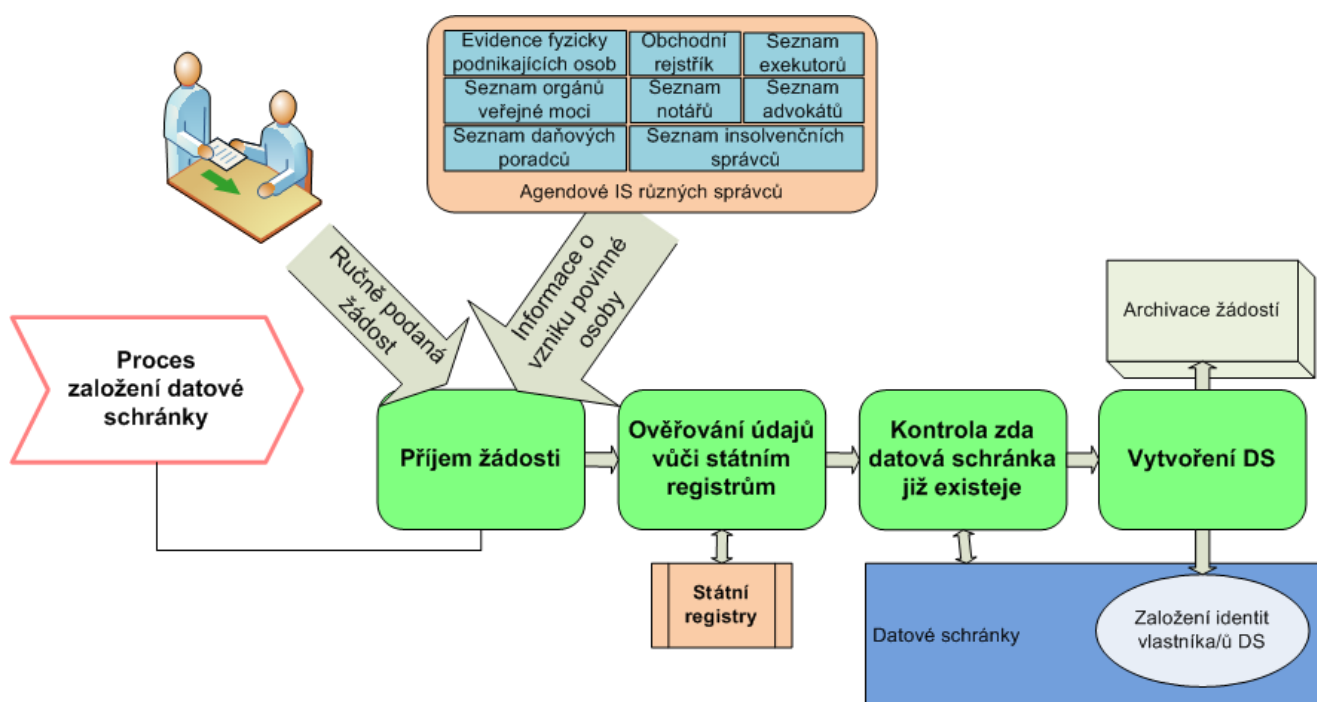 Evidence fyzicky
podnikajících osob
Obchodní
rejstřík
Seznam
exekutorů
Seznam orgánů
veřejné moci
Seznam
notářů
Seznam
advokátů
Seznam daňových
poradců
Seznam insolvenčních
správců
Agendové IS různých správců
Ručně podaná
žádost
Informace o
vzniku povinné
osoby
Archivace žádostí
Proces
založení datové
schránky
Příjem žádosti
Ověřování údajů
vůči státním
registrům
Kontrola zda
datová schránka
již existeje
Vytvoření DS
Státní
registry
Datové schránky
Založení identit
vlastníka/ů DS